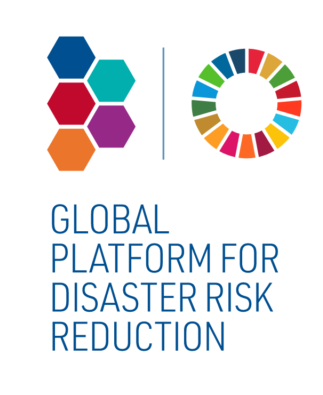 GLOBAL
PLATFORM FOR
DISASTER RISK
REDUCTION